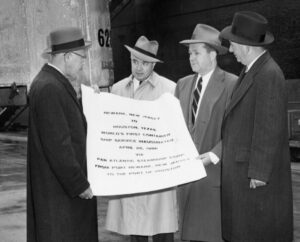 62
NEWARK, NEW JERSEY
TO
HOUSTON, TEXAS
WORLD'S FIRST CONTAINER
SHIP SERVICE INAUGURATED
APRIL 26, 1956
BY
PAN ATLANTIC STEAMSHIP CORP.
FROM PORT NEWARK, NEW JERSEY
TO THE PORT OF HOUSTON